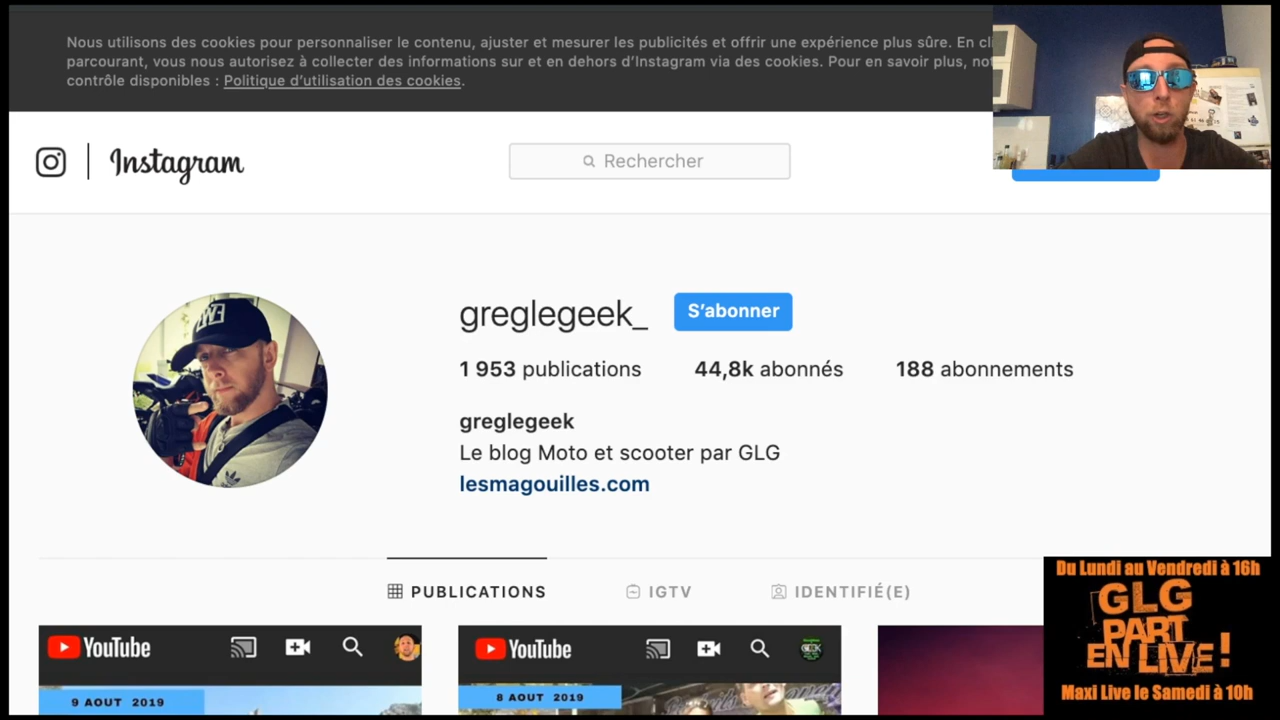 Nous utilisons des cookies pour personnaliser le contenu, ajuster et mesurer les publicités et offrir une expérience plus sûre. En cli
parcourant, vous nous autorisez à collecter des informations sur et en dehors d’Instagram via des cookies. Pour en savoir plus, not
contrôle disponibles : Politique d’utilisation des cookies.
Instagram
Rechercher
greglegeek_
S’abonner
1 953 publications
44,8k abonnés
188 abonnements
greglegeek
Le blog Moto et scooter par GLG
lesmagouilles.com
PUBLICATIONS
IGTV
IDENTIFIÉ(E)
YouTube
YouTube
9 AOUT 2019
8 AOUT 2019
Du Lundi au Vendredi à 16h
GLG
PART
EN LIVE !
Maxi Live le Samedi à 10h